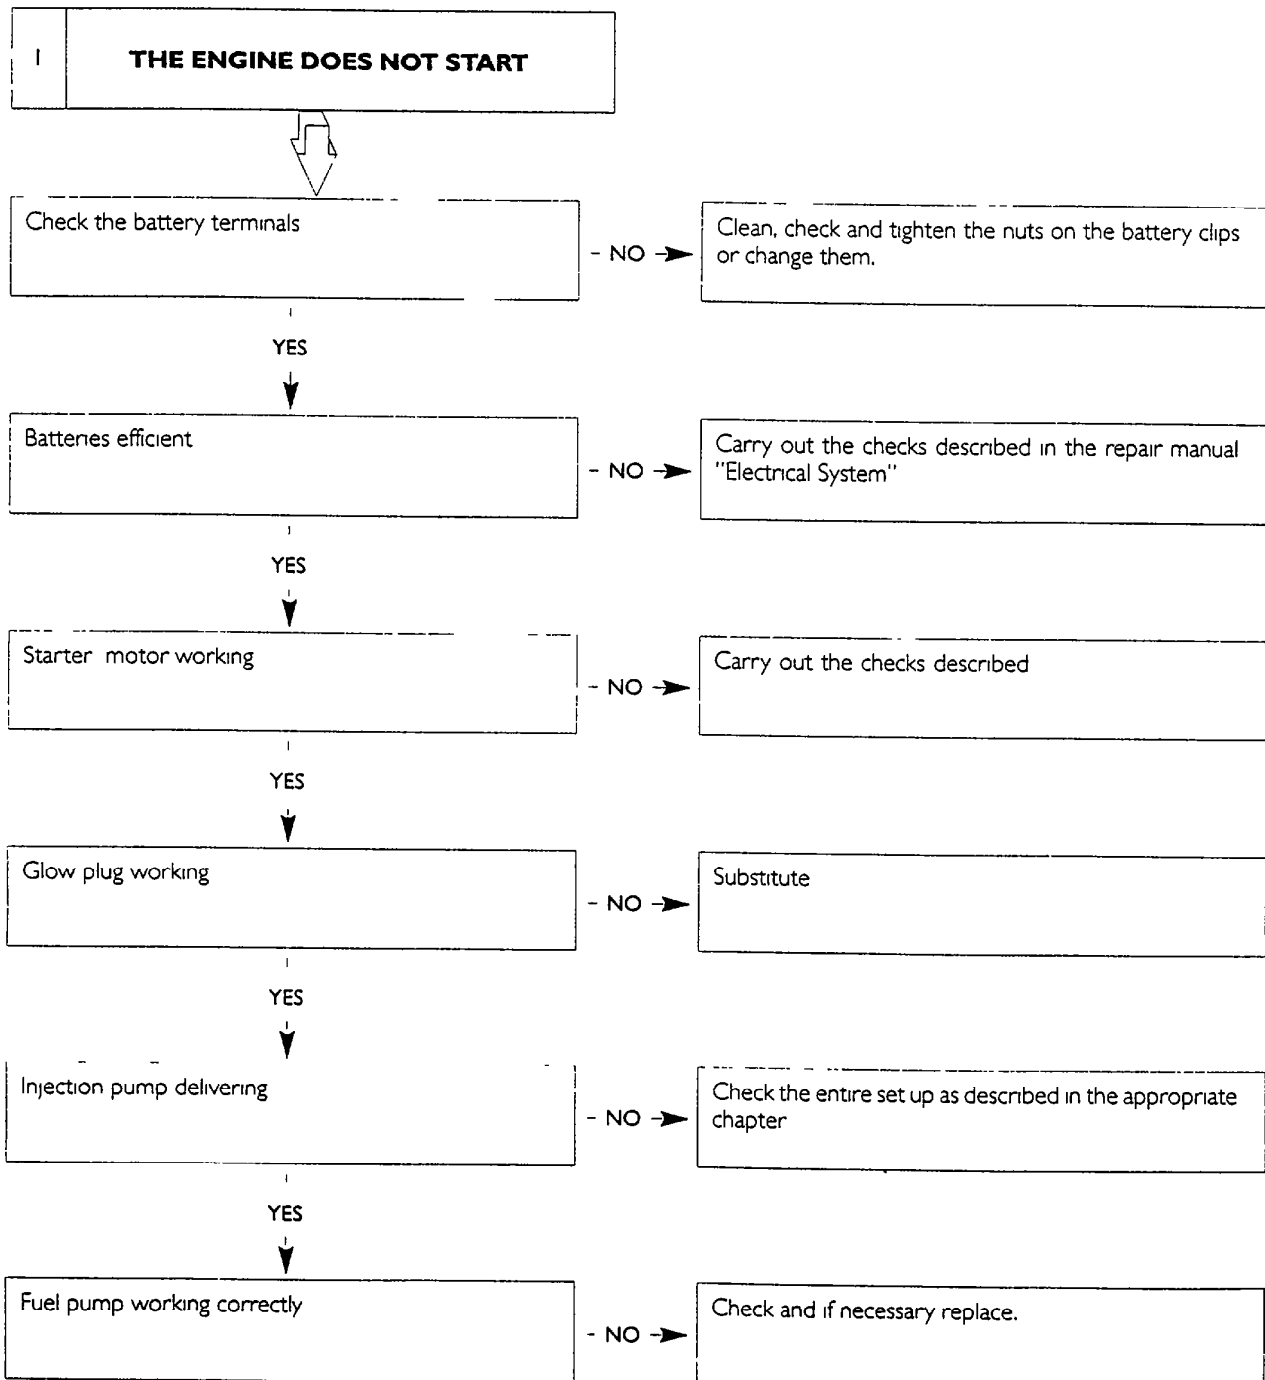 1
THE ENGINE DOES NOT START
Check the battery terminals
- NO
Clean, check and tighten the nuts on the battery clips
or change them.
YES
Batteries efficient
- NO
Carry out the checks described in the repair manual
"Electrical System"
YES
Starter motor working
- NO
Carry out the checks described
YES
Glow plug working
- NO
Substitute
YES
Injection pump delivering
- NO
Check the entire set up as described in the appropriate
chapter
YES
Fuel pump working correctly
- NO
Check and if necessary replace.